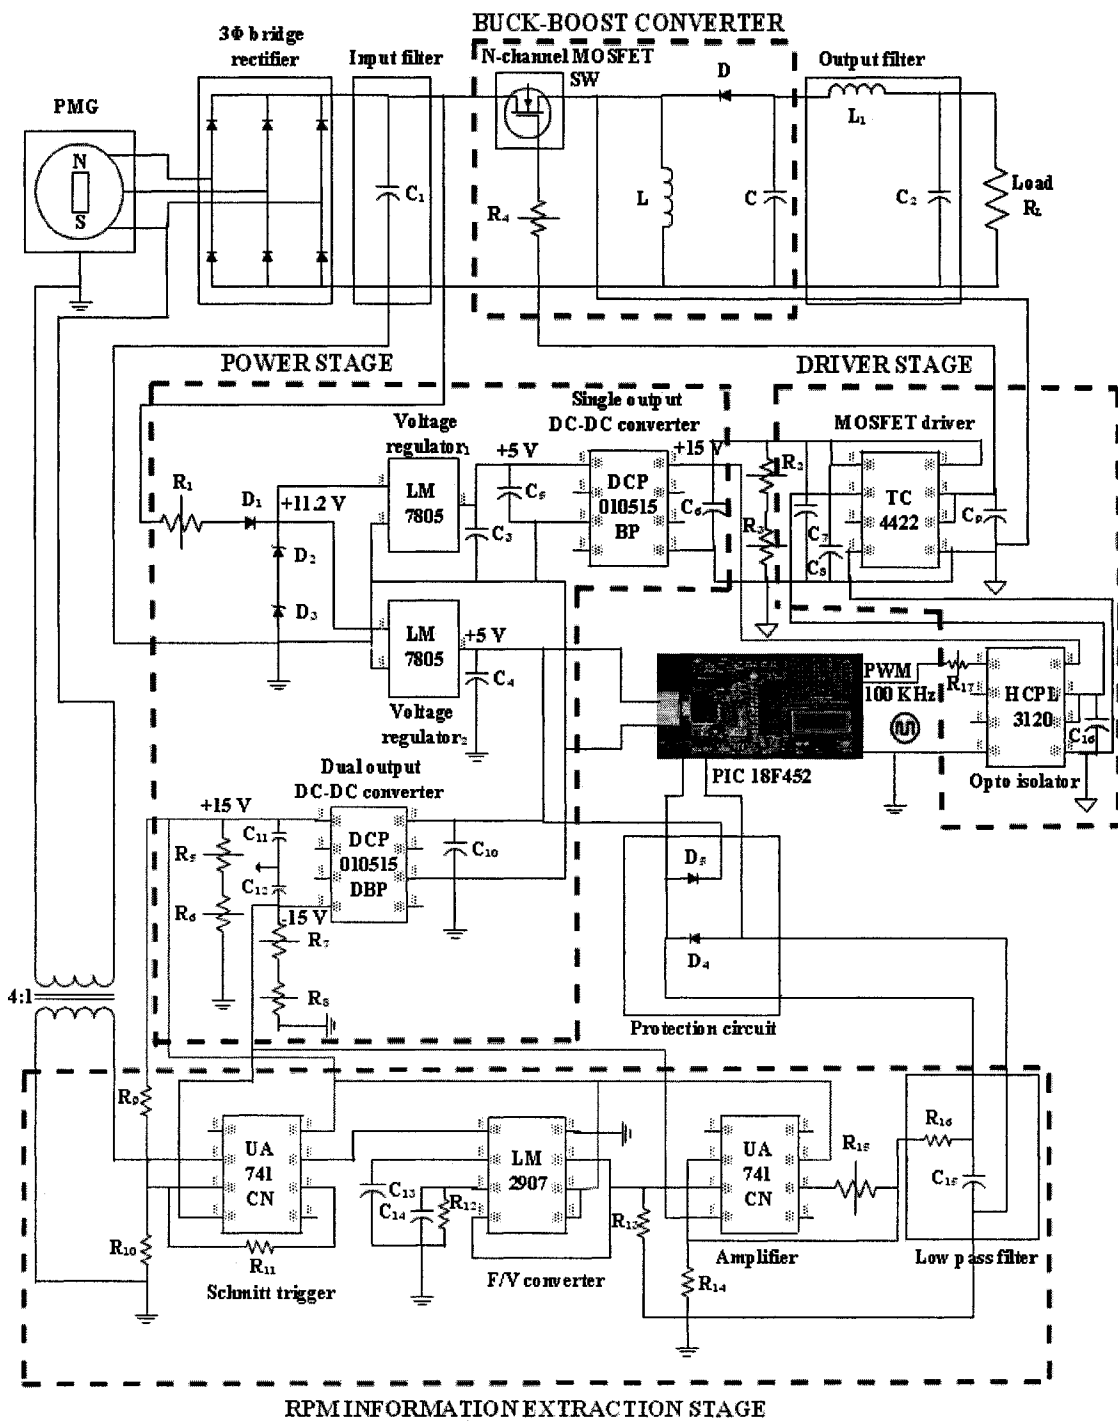 BUCK-BOOST CONVERTER
3Φ bridge
rectifier
Input filter
N-channel MOSFET
SW
D
Output filter
PMG
N
S
C₁
R₄
L
C
L₁
C₂
Load
R_L
POWER STAGE
DRIVER STAGE
Single output
DC-DC converter
MOSFET driver
Voltage
regulator₁
+5 V
+15 V
R₁
D₁
+11.2 V
LM
7805
C₅
C₃
DCP
010515
BP
C₆
R₂
R₃
C₇
C₈
TC
4422
C₉
D₂
D₃
LM
7805
+5 V
C₄
Voltage
regulator₂
PWM
100 KHz
R₁₇
HCPL
3120
C₁₆
PIC 18F452
Opto isolator
Dual output
DC-DC converter
+15 V
C₁₁
R₅
C₁₂
R₆
-15 V
R₇
R₈
DCP
010515
DBP
C₁₀
D₅
D₄
Protection circuit
4:1
R₉
R₁₀
UA
741
CN
R₁₁
Schmitt trigger
C₁₃
C₁₄
R₁₂
LM
2907
F/V converter
R₁₃
R₁₄
UA
741
CN
Amplifier
R₁₅
R₁₆
C₁₅
Low pass filter
RPM INFORMATION EXTRACTION STAGE